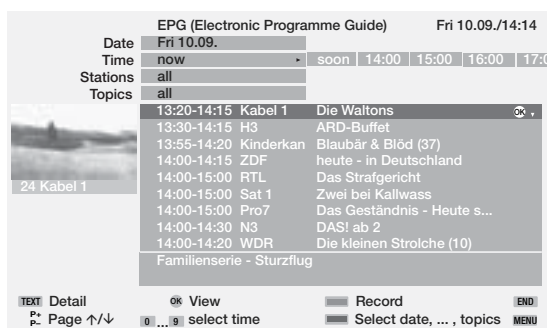 EPG (Electronic Programme Guide) Fri 10.09./14:14
Date Fri 10.09.
Time now soon 14:00 15:00 16:00 17:0
Stations all
Topics all
13:20-14:15 Kabel 1 Die Waltons OK
13:30-14:15 H3 ARD-Buffet
13:55-14:20 Kinderkan Blaubär & Blöd (37)
14:00-14:15 ZDF heute - in Deutschland
14:00-15:00 RTL Das Strafgericht
24 Kabel 1
14:00-15:00 Sat 1 Zwei bei Kallwass
14:00-15:00 Pro7 Das Geständnis - Heute s...
14:00-14:30 N3 DAS! ab 2
14:00-14:20 WDR Die kleinen Strolche (10)
Familienserie - Sturzflug
TEXT Detail OK View Record END
P+ P– Page ↑/↓ 0 ... 9 select time Select date, ... , topics MENU